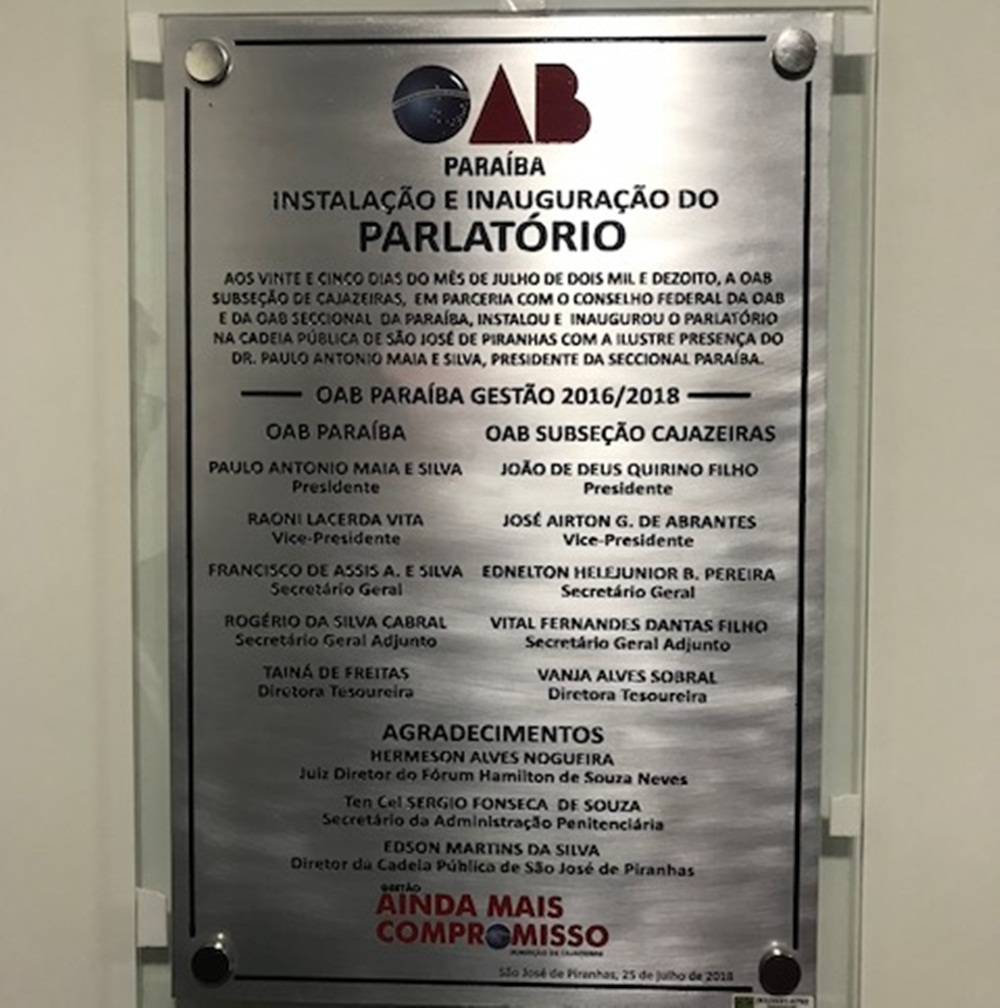 OAB
PARAÍBA
INSTALAÇÃO E INAUGURAÇÃO DO
PARLATÓRIO
AOS VINTE E CINCO DIAS DO MÊS DE JULHO DE DOIS MIL E DEZOITO, A OAB
SUBSEÇÃO DE CAJAZEIRAS, EM PARCERIA COM O CONSELHO FEDERAL DA OAB
E DA OAB SECCIONAL DA PARAÍBA, INSTALOU E INAUGUROU O PARLATÓRIO
NA CADEIA PÚBLICA DE SÃO JOSÉ DE PIRANHAS COM A ILUSTRE PRESENÇA DO
DR. PAULO ANTONIO MAIA E SILVA, PRESIDENTE DA SECCIONAL PARAÍBA.
OAB PARAÍBA GESTÃO 2016/2018
OAB PARAÍBA
PAULO ANTONIO MAIA E SILVA
Presidente
RAONI LACERDA VITA
Vice-Presidente
FRANCISCO DE ASSIS A. E SILVA
Secretário Geral
ROGÉRIO DA SILVA CABRAL
Secretário Geral Adjunto
TAINÁ DE FREITAS
Diretora Tesoureira
OAB SUBSEÇÃO CAJAZEIRAS
JOÃO DE DEUS QUIRINO FILHO
Presidente
JOSÉ AIRTON G. DE ABRANTES
Vice-Presidente
EDNELTON HELEJUNIOR B. PEREIRA
Secretário Geral
VITAL FERNANDES DANTAS FILHO
Secretário Geral Adjunto
VANJA ALVES SOBRAL
Diretora Tesoureira
AGRADECIMENTOS
HERMESON ALVES NOGUEIRA
Juiz Diretor do Fórum Hamilton de Souza Neves
Ten Cel SERGIO FONSECA DE SOUZA
Secretário da Administração Penitenciária
EDSON MARTINS DA SILVA
Diretor da Cadeia Pública de São José de Piranhas
GESTÃO
AINDA MAIS
COMPROMISSO
São José de Piranhas, 25 de Julho de 2018